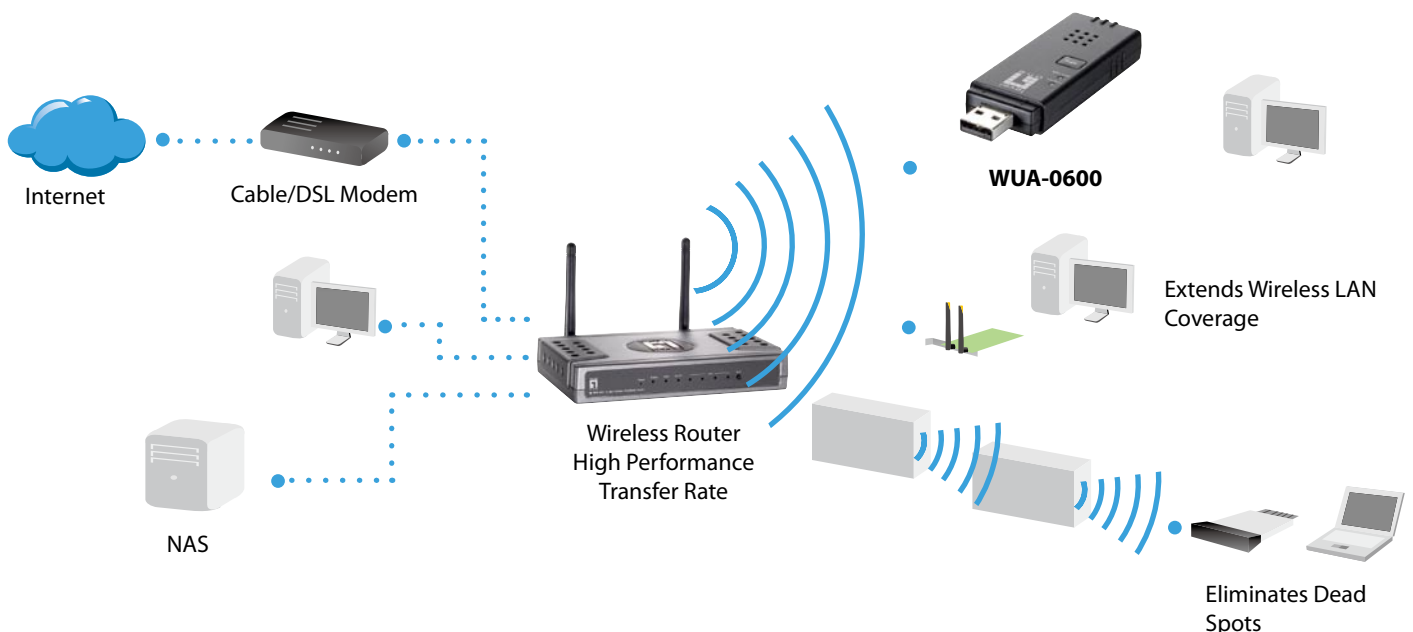 Internet
Cable/DSL Modem
WUA-0600
Extends Wireless LAN
Coverage
Wireless Router
High Performance
Transfer Rate
NAS
Eliminates Dead
Spots